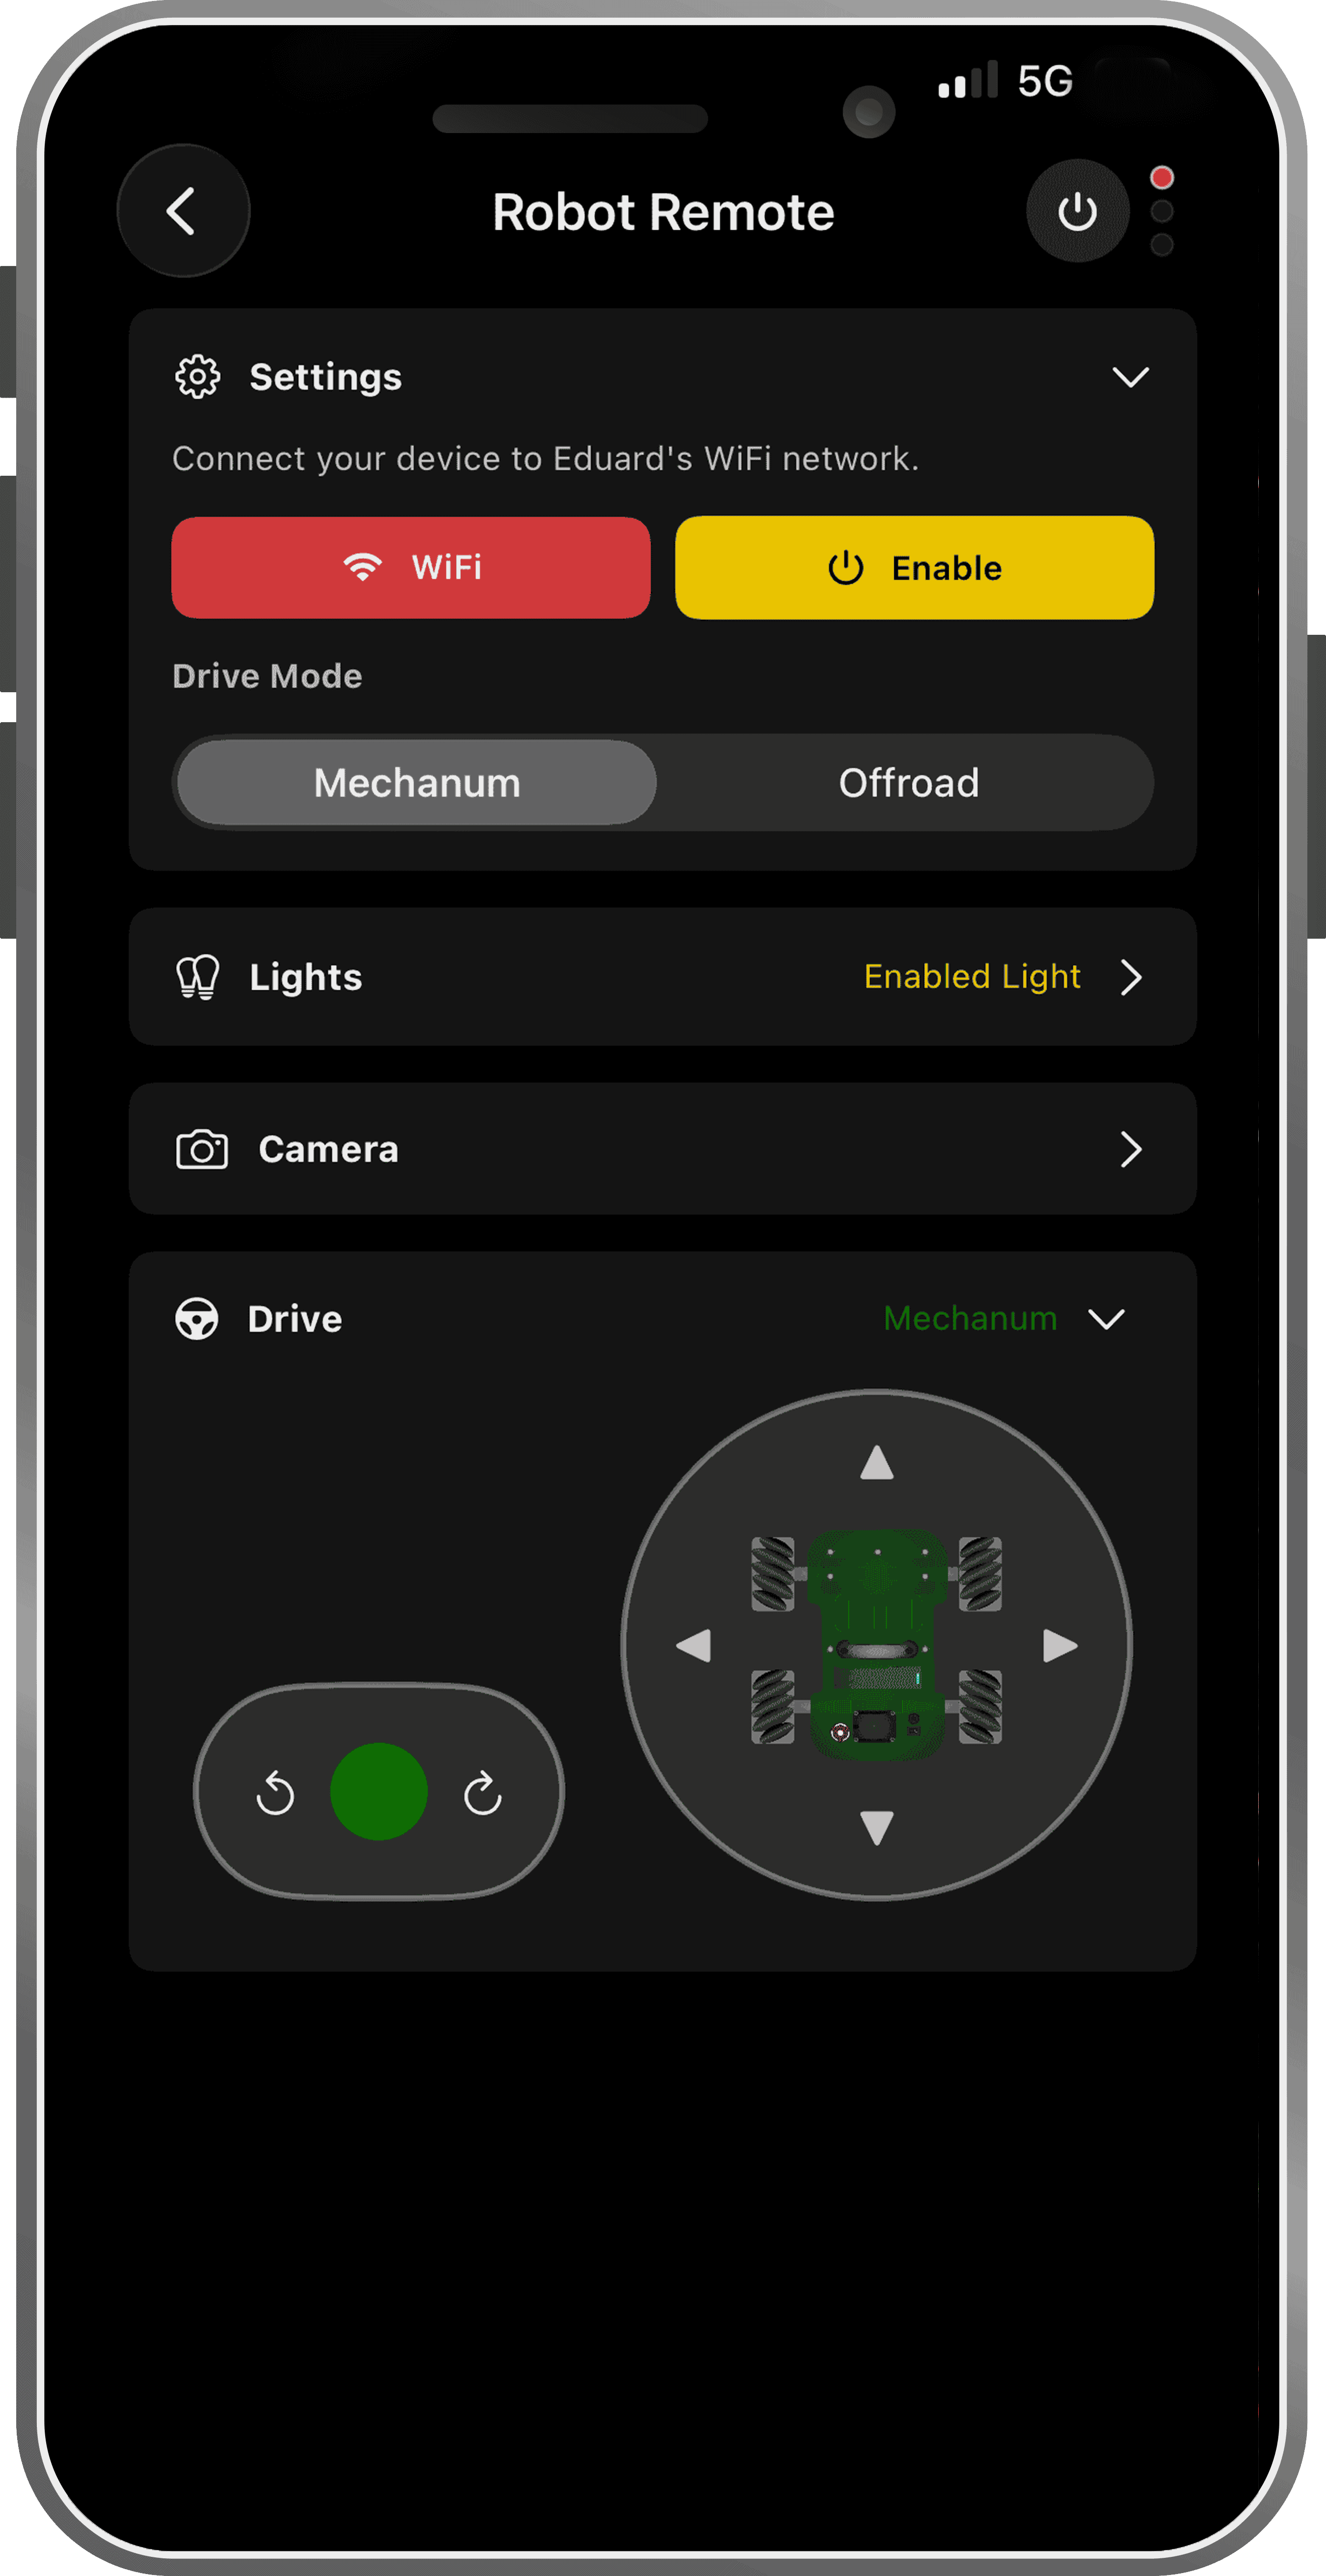 5G
Robot Remote
Settings
Connect your device to Eduard's WiFi network.
WiFi
Enable
Drive Mode
Mechanum
Offroad
Lights
Enabled Light
Camera
Drive
Mechanum